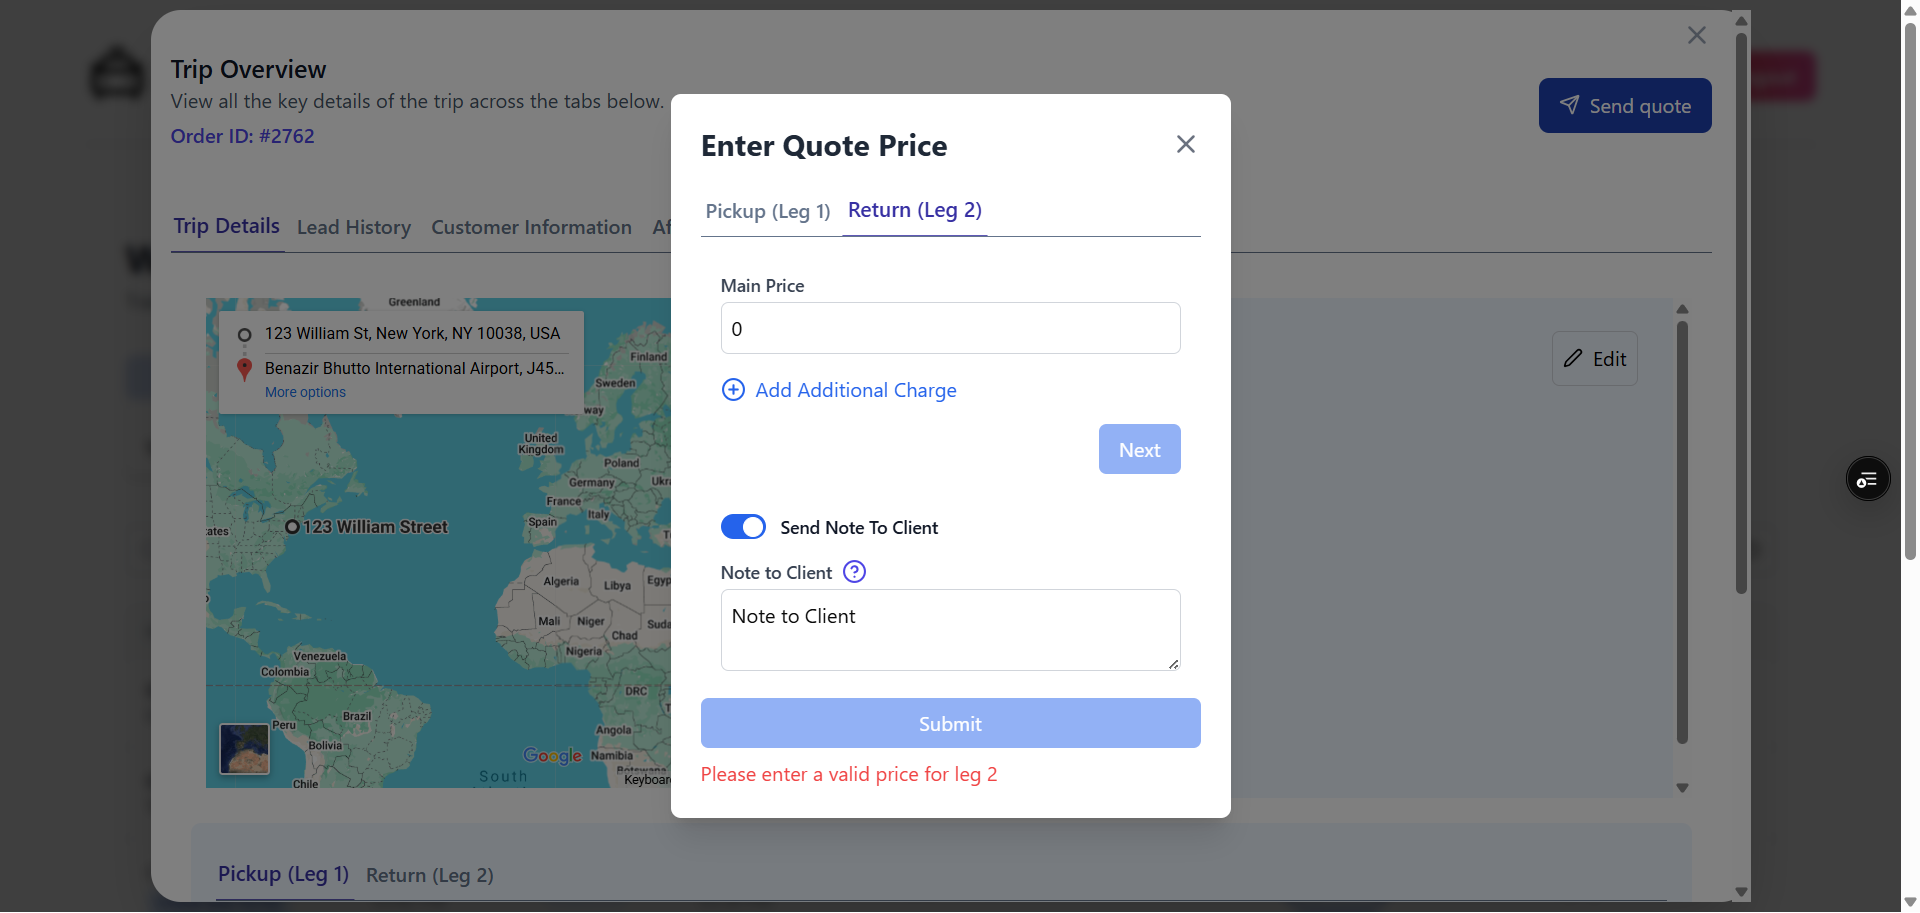 Trip Overview
View all the key details of the trip across the tabs below.
Order ID: #2762
Send quote
Trip Details
Lead History
Customer Information
Enter Quote Price
Pickup (Leg 1)
Return (Leg 2)
Main Price
0
Add Additional Charge
Next
Send Note To Client
Note to Client
?
Note to Client
Submit
Please enter a valid price for leg 2
Edit
Greenland
123 William St, New York, NY 10038, USA
Benazir Bhutto International Airport, J45...
More options
Finland
Sweden
way
United
Kingdom
Poland
Germany
Ukr
France
Italy
Spain
ates
123 William Street
Algeria
Libya
Egyp
Mali
Niger
Suda
Chad
Nigeria
Venezuela
Colombia
DRC
Brazil
Peru
Angola
Bolivia
Google
Namibia
South
Chile
Keyboar
Pickup (Leg 1)
Return (Leg 2)